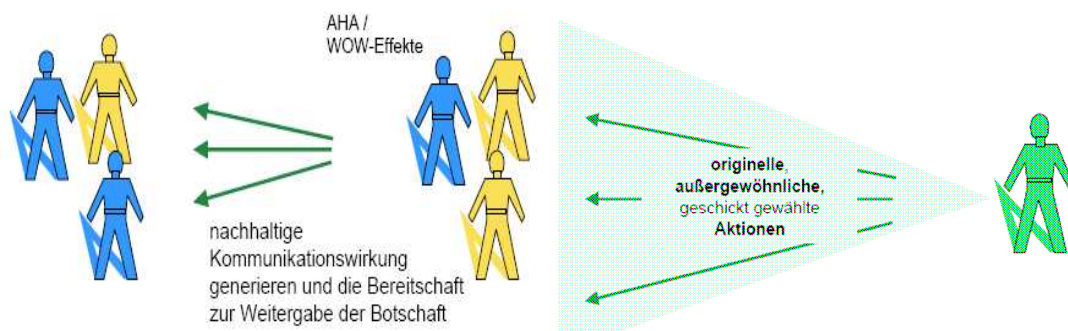 AHA /
WOW-Effekte
nachhaltige
Kommunikationswirkung
generieren und die Bereitschaft
zur Weitergabe der Botschaft
originelle,
außergewöhnliche,
geschickt gewählte
Aktionen